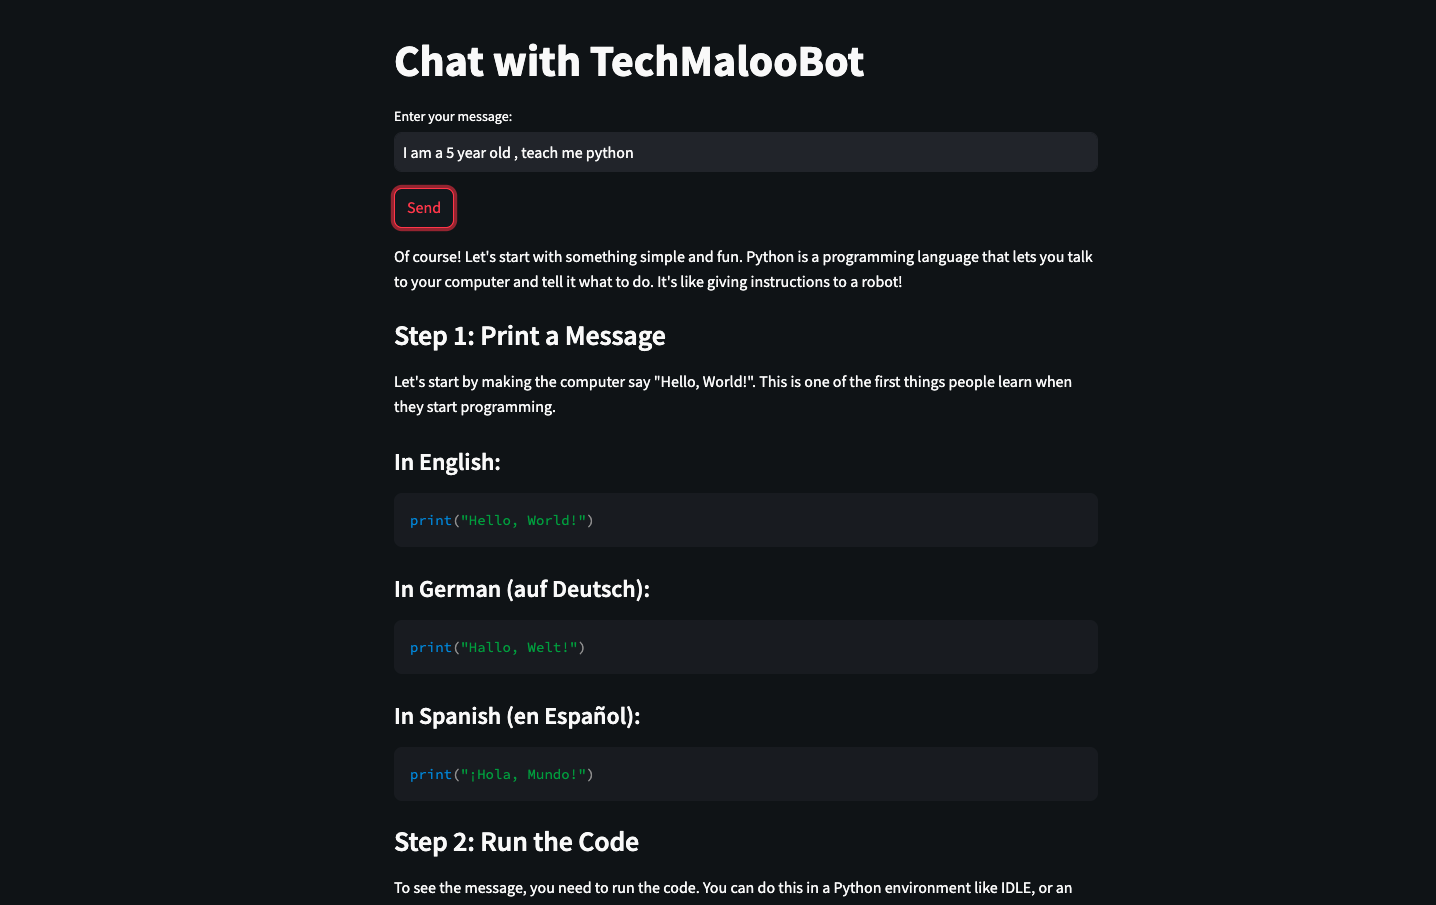 Chat with TechMalooBot
Enter your message:
I am a 5 year old , teach me python
Send
Of course! Let's start with something simple and fun. Python is a programming language that lets you talk
to your computer and tell it what to do. It's like giving instructions to a robot!
Step 1: Print a Message
Let's start by making the computer say "Hello, World!". This is one of the first things people learn when
they start programming.
In English:
print("Hello, World!")
In German (auf Deutsch):
print("Hallo, Welt!")
In Spanish (en Español):
print("¡Hola, Mundo!")
Step 2: Run the Code
To see the message, you need to run the code. You can do this in a Python environment like IDLE, or an